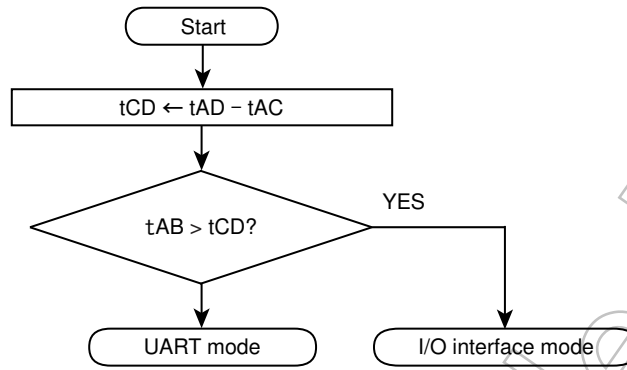 Start
tCD ← tAD − tAC
tAB > tCD?
YES
UART mode
I/O interface mode